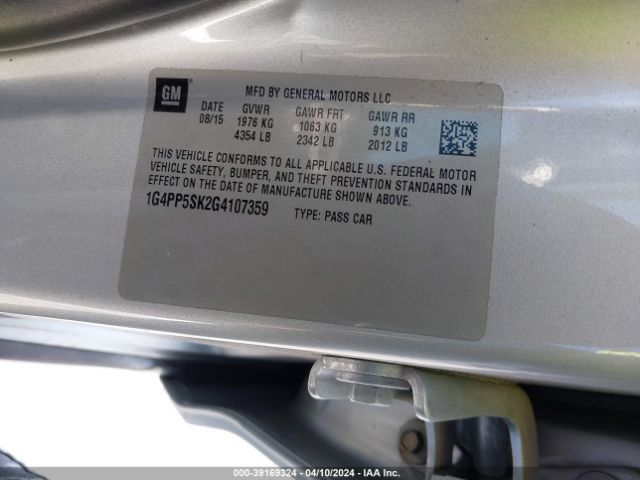 GM
MFD BY GENERAL MOTORS LLC
DATE GVWR GAWR FRT GAWR RR
08/15 1976 KG 1063 KG 913 KG
4354 LB 2342 LB 2012 LB
THIS VEHICLE CONFORMS TO ALL APPLICABLE U.S. FEDERAL MOTOR
VEHICLE SAFETY, BUMPER, AND THEFT PREVENTION STANDARDS IN
EFFECT ON THE DATE OF MANUFACTURE SHOWN ABOVE.
1G4PP5SK2G4107359 TYPE: PASS CAR
000-39169324 | 04/10/2024 | IAA Inc.